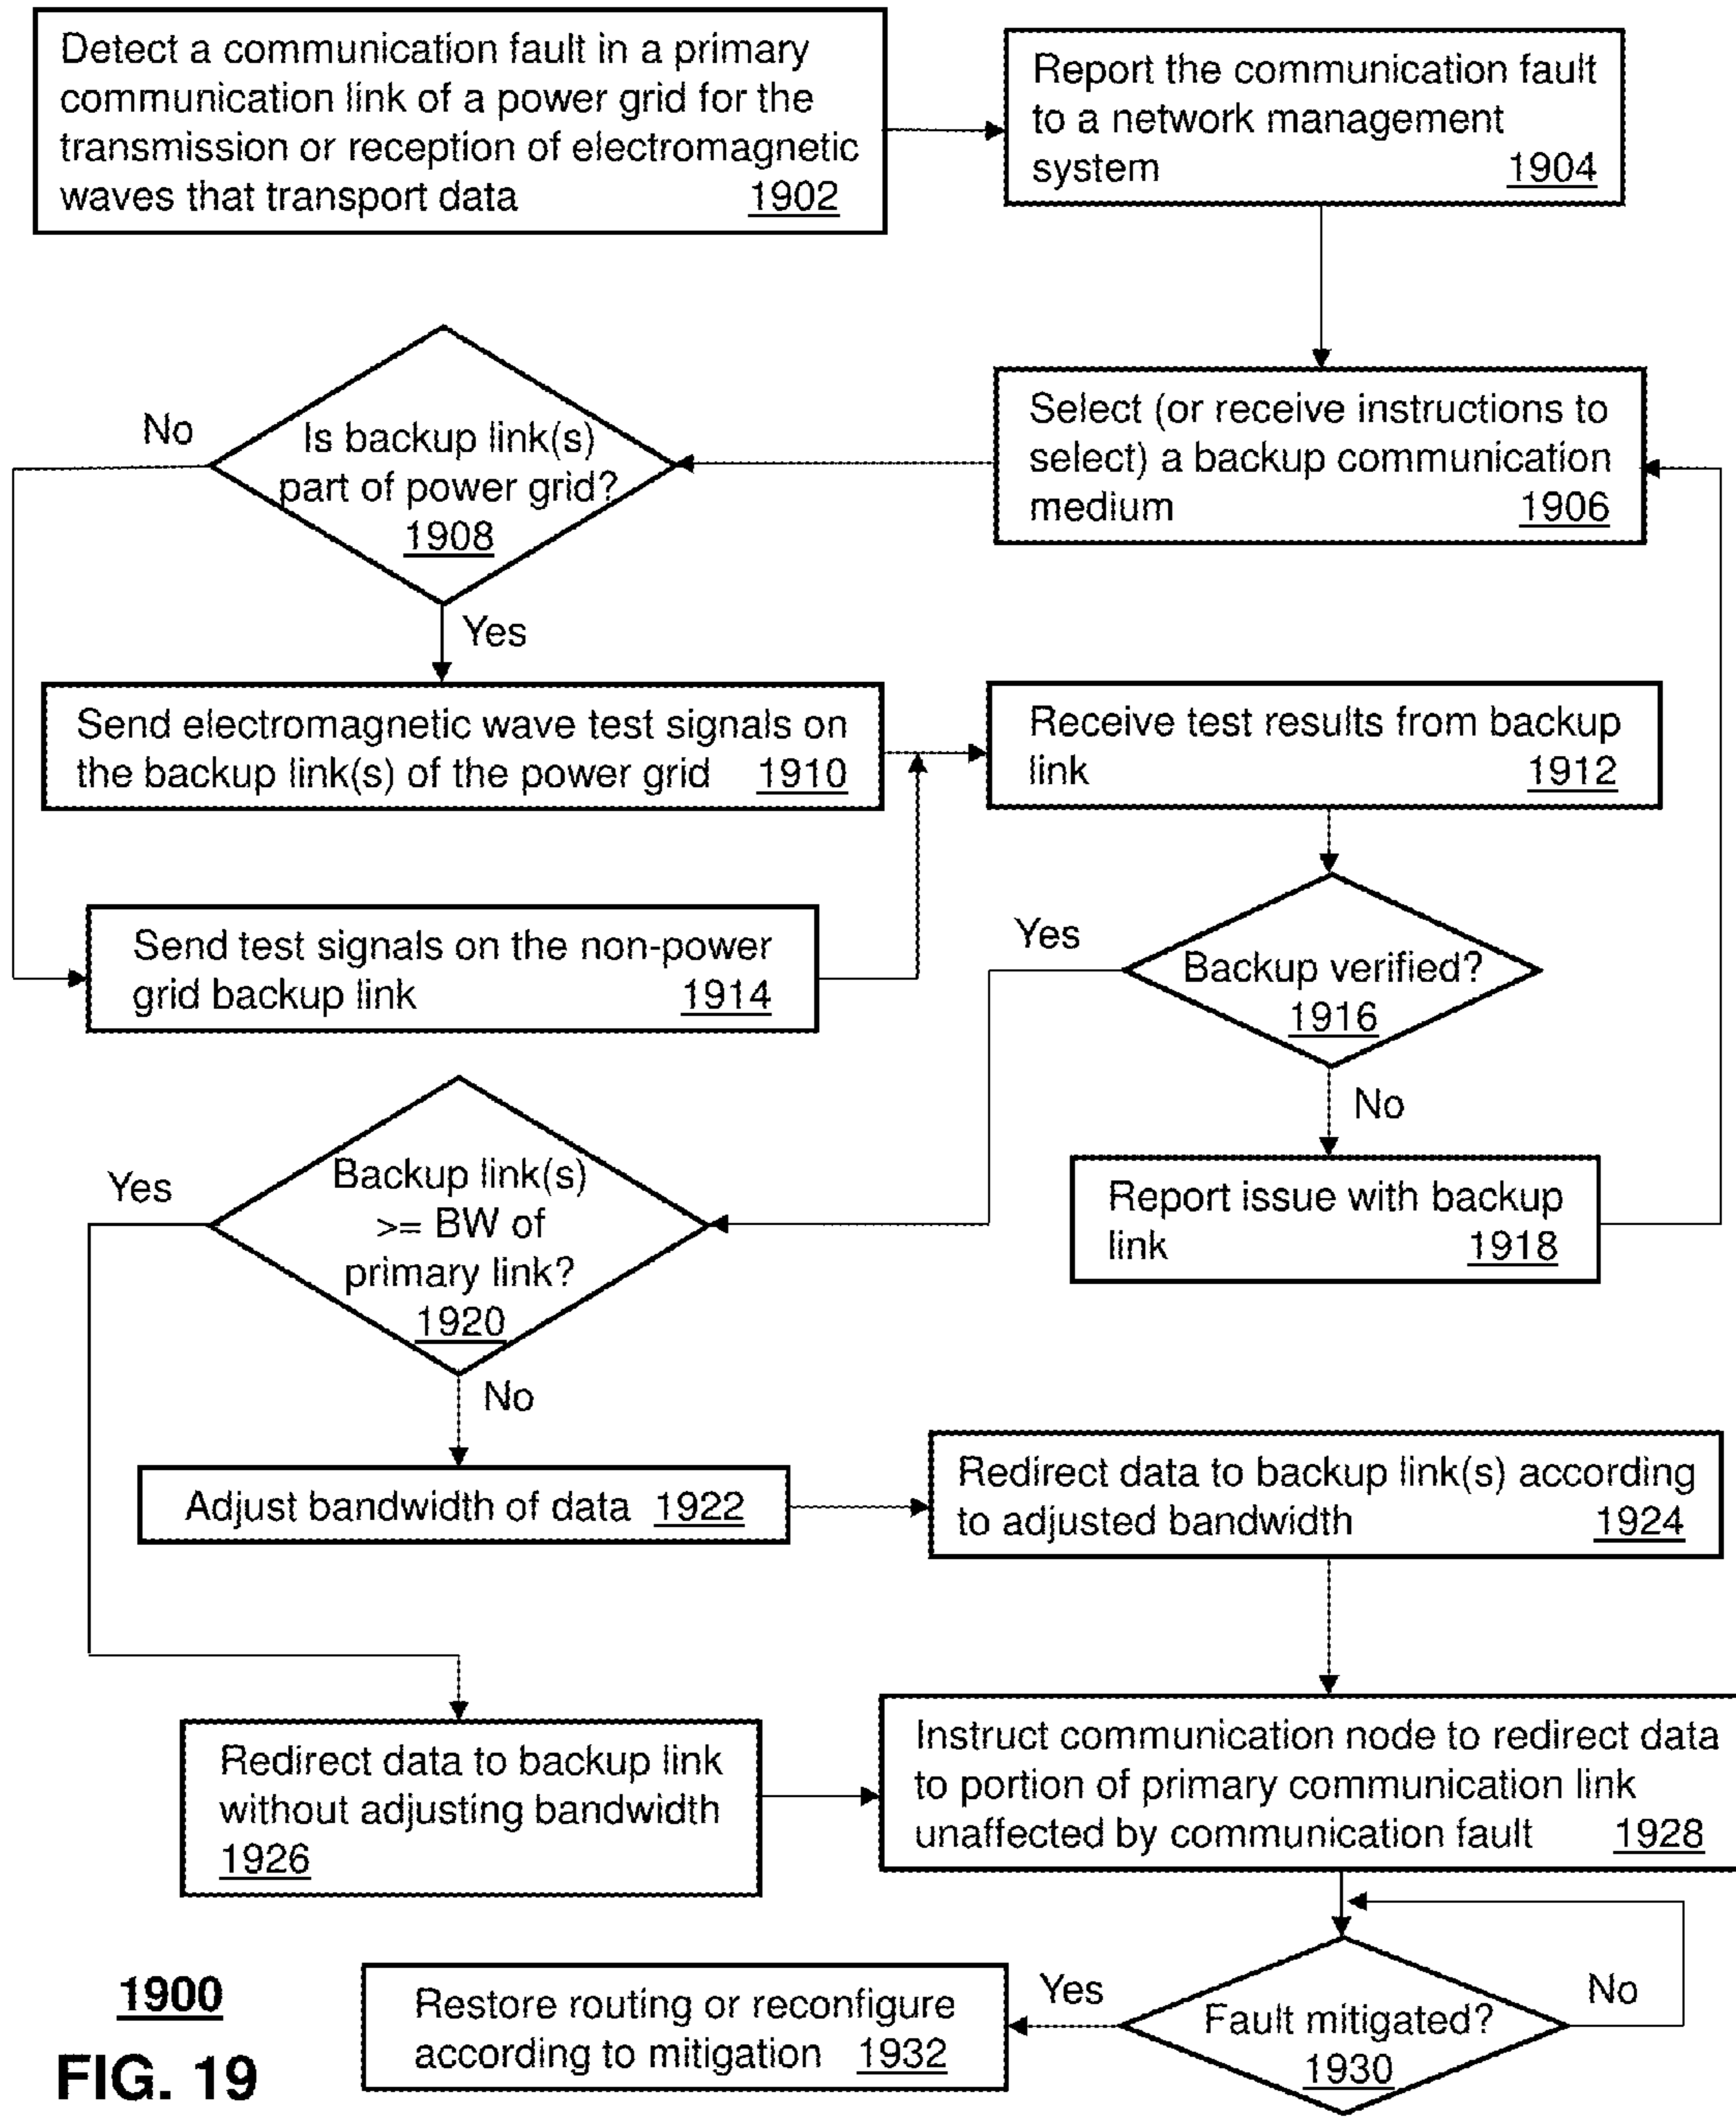 Detect a communication fault in a primary
communication link of a power grid for the
transmission or reception of electromagnetic
waves that transport data 1902
Report the communication fault
to a network management
system 1904
Select (or receive instructions to
select) a backup communication
medium 1906
No
Is backup link(s)
part of power grid?
1908
Yes
Send electromagnetic wave test signals on
the backup link(s) of the power grid 1910
Receive test results from backup
link 1912
Send test signals on the non-power
grid backup link 1914
Yes
Backup verified?
1916
No
Report issue with backup
link 1918
Yes
Backup link(s)
>= BW of
primary link?
1920
No
Adjust bandwidth of data 1922
Redirect data to backup link(s) according
to adjusted bandwidth 1924
Redirect data to backup link
without adjusting bandwidth
1926
Instruct communication node to redirect data
to portion of primary communication link
unaffected by communication fault 1928
Fault mitigated?
1930
No
Yes
Restore routing or reconfigure
according to mitigation 1932
1900
FIG. 19